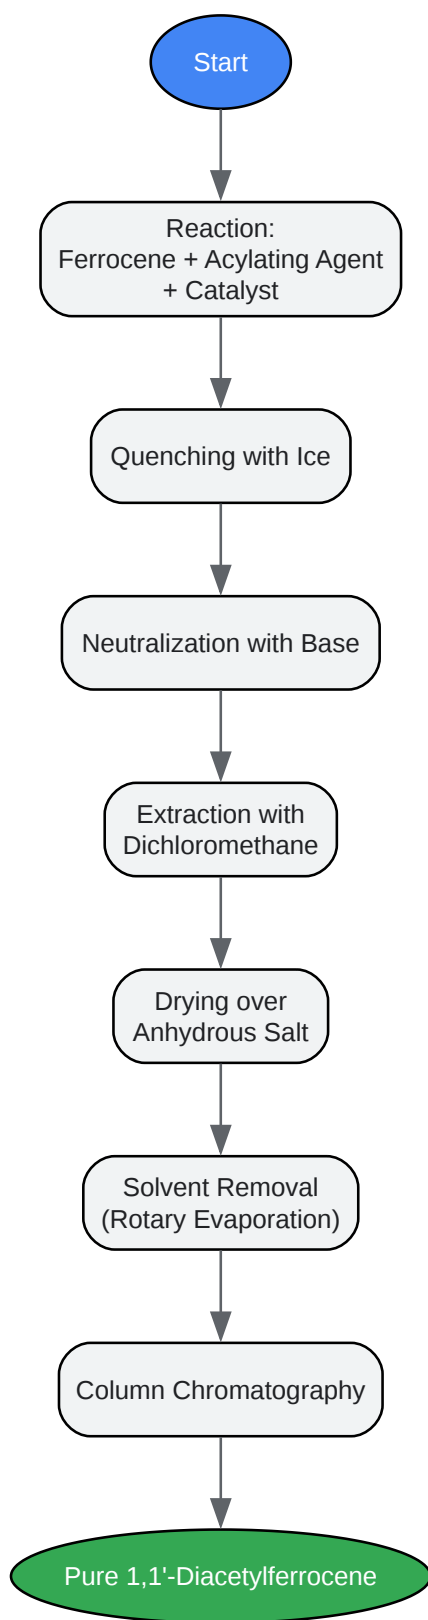 Start
Reaction:
Ferrocene + Acylating Agent
+ Catalyst
Quenching with Ice
Neutralization with Base
Extraction with
Dichloromethane
Drying over
Anhydrous Salt
Solvent Removal
(Rotary Evaporation)
Column Chromatography
Pure 1,1'-Diacetylferrocene